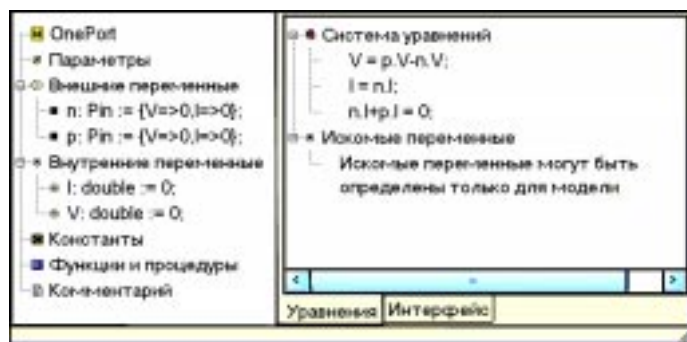 OnePort
Параметры
Внешние переменные
n: Pin := {V=>0,I=>0};
p: Pin := {V=>0,I=>0};
Внутренние переменные
I: double := 0;
V: double := 0;
Константы
Функции и процедуры
Комментарий
Система уравнений
V = p.V-n.V;
I = n.I;
n.I+p.I = 0;
Искомые переменные
Искомые переменные могут быть
определены только для модели
Уравнения Интерфейс